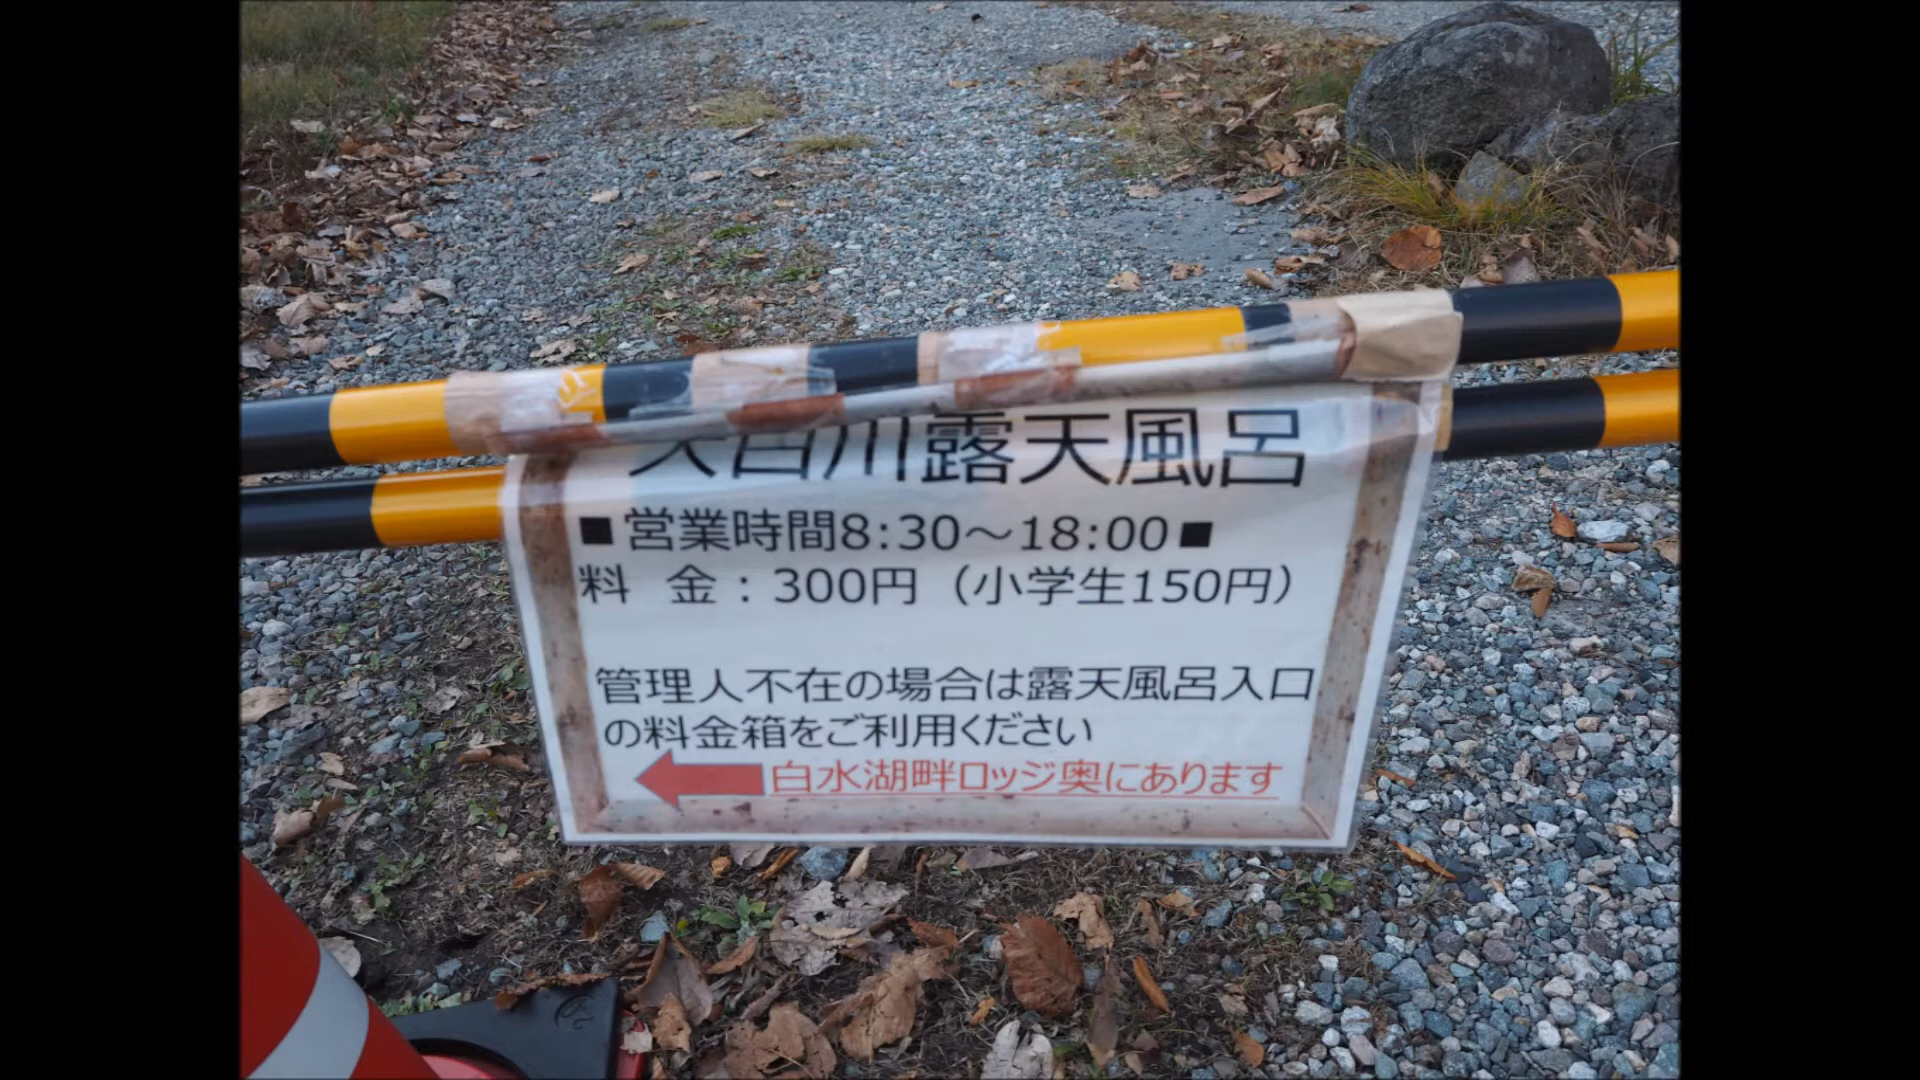 大白川露天風呂
■営業時間8:30～18:00■
料　金：300円（小学生150円）
管理人不在の場合は露天風呂入口
の料金箱をご利用ください
白水湖畔ロッジ奥にあります